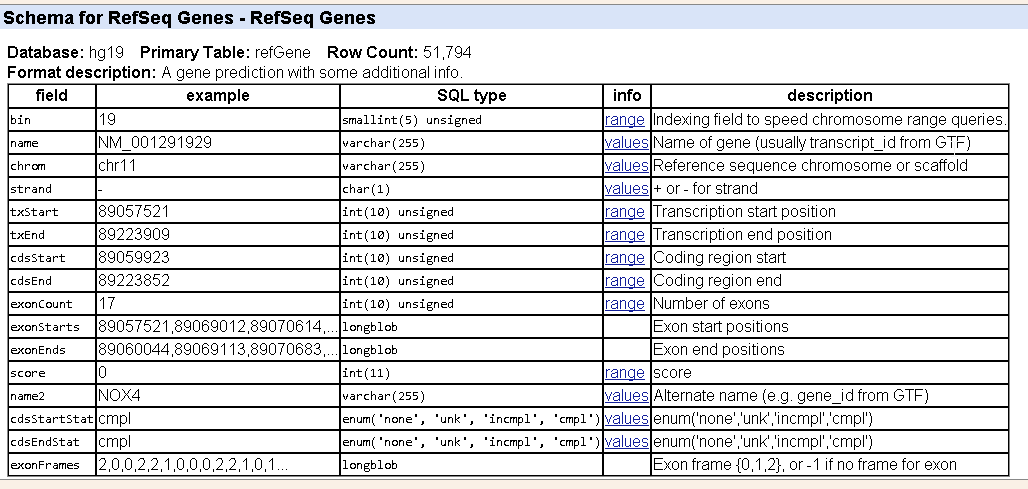 Schema for RefSeq Genes - RefSeq Genes
Database: hg19 Primary Table: refGene Row Count: 51,794
Format description: A gene prediction with some additional info.
field example SQL type info description
bin 19 smallint(5) unsigned range Indexing field to speed chromosome range queries.
name NM_001291929 varchar(255) values Name of gene (usually transcript_id from GTF)
chrom chr11 varchar(255) values Reference sequence chromosome or scaffold
strand - char(1) values + or - for strand
txStart 89057521 int(10) unsigned range Transcription start position
txEnd 89223909 int(10) unsigned range Transcription end position
cdsStart 89059923 int(10) unsigned range Coding region start
cdsEnd 89223852 int(10) unsigned range Coding region end
exonCount 17 int(10) unsigned range Number of exons
exonStarts 89057521,89069012,89070614,... longblob Exon start positions
exonEnds 89060044,89069113,89070683,... longblob Exon end positions
score 0 int(11) range score
name2 NOX4 varchar(255) values Alternate name (e.g. gene_id from GTF)
cdsStartStat cmpl enum('none', 'unk', 'incmpl', 'cmpl') values enum('none','unk','incmpl','cmpl')
cdsEndStat cmpl enum('none', 'unk', 'incmpl', 'cmpl') values enum('none','unk','incmpl','cmpl')
exonFrames 2,0,0,2,2,1,0,0,0,2,2,1,0,1... longblob Exon frame {0,1,2}, or -1 if no frame for exon